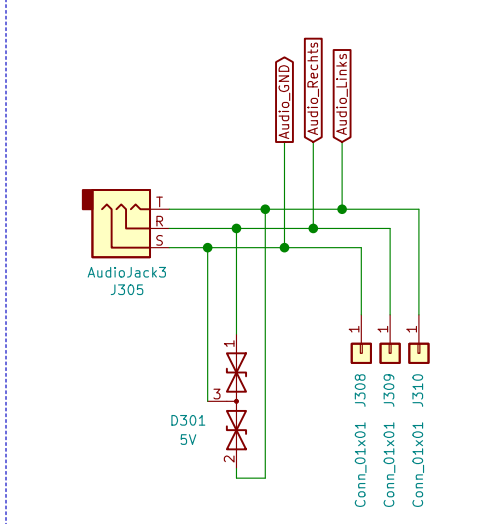 Audio_GND
Audio_Rechts
Audio_Links
T
R
S
AudioJack3
J305
1
1
1
1
3
2
D301
5V
J308
J309
J310
Conn_01x01
Conn_01x01
Conn_01x01